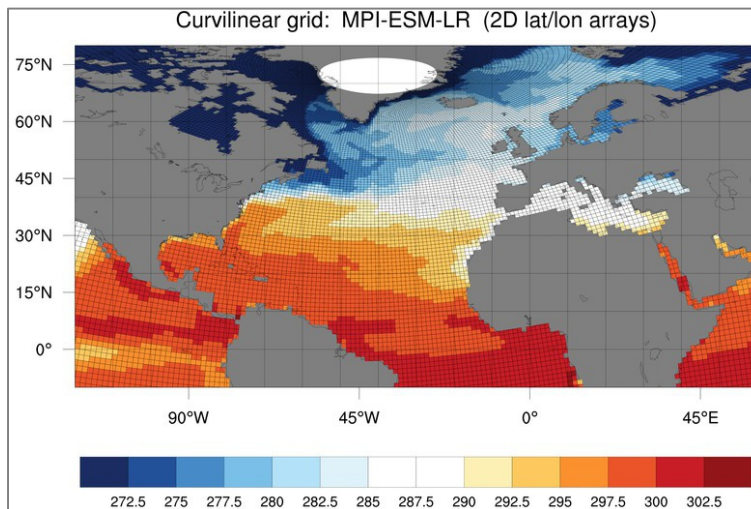 Curvilinear grid: MPI-ESM-LR (2D lat/lon arrays)
75°N
60°N
45°N
30°N
15°N
0°
90°W 45°W 0° 45°E
272.5 275 277.5 280 282.5 285 287.5 290 292.5 295 297.5 300 302.5